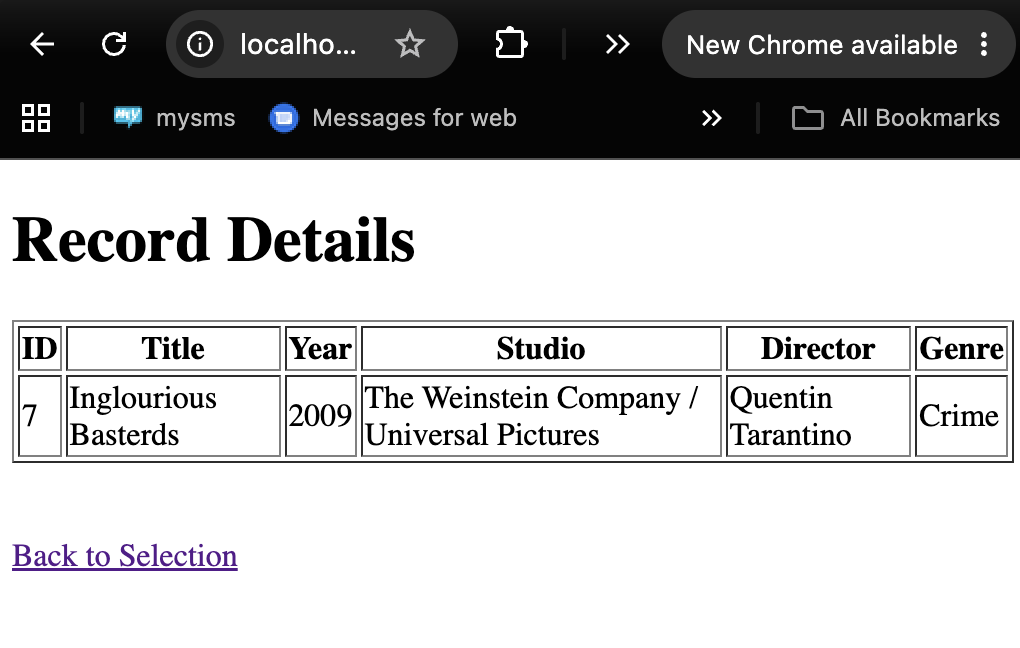 localho...
New Chrome available
mysms
Messages for web
All Bookmarks
Record Details
ID Title Year Studio Director Genre
7 Inglourious Basterds 2009 The Weinstein Company / Universal Pictures Quentin Tarantino Crime
Back to Selection